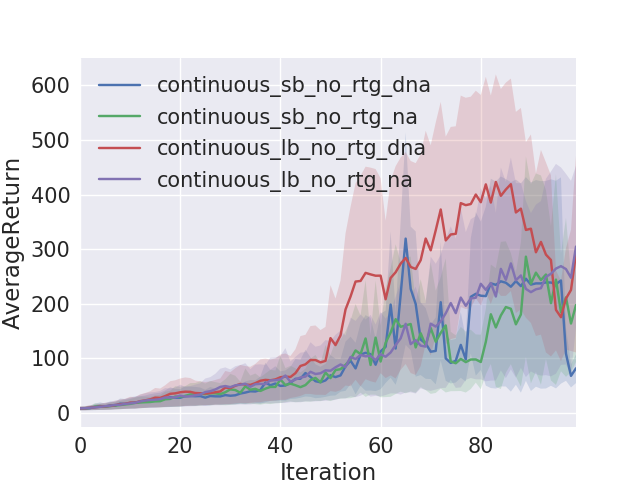 600
500
400
300
200
100
0
AverageReturn
continuous_sb_no_rtg_dna
continuous_sb_no_rtg_na
continuous_lb_no_rtg_dna
continuous_lb_no_rtg_na
0 20 40 60 80
Iteration